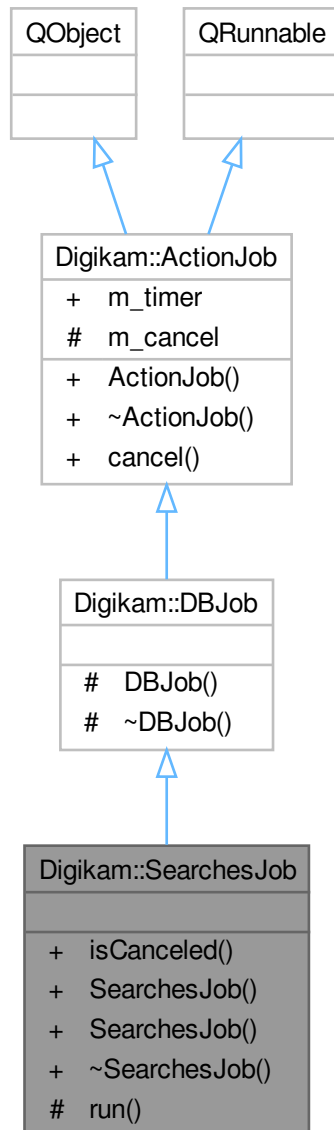 QObject
QRunnable
Digikam::ActionJob
+ m_timer
# m_cancel
+ ActionJob()
+ ~ActionJob()
+ cancel()
Digikam::DBJob
# DBJob()
# ~DBJob()
Digikam::SearchesJob
+ isCanceled()
+ SearchesJob()
+ SearchesJob()
+ ~SearchesJob()
# run()